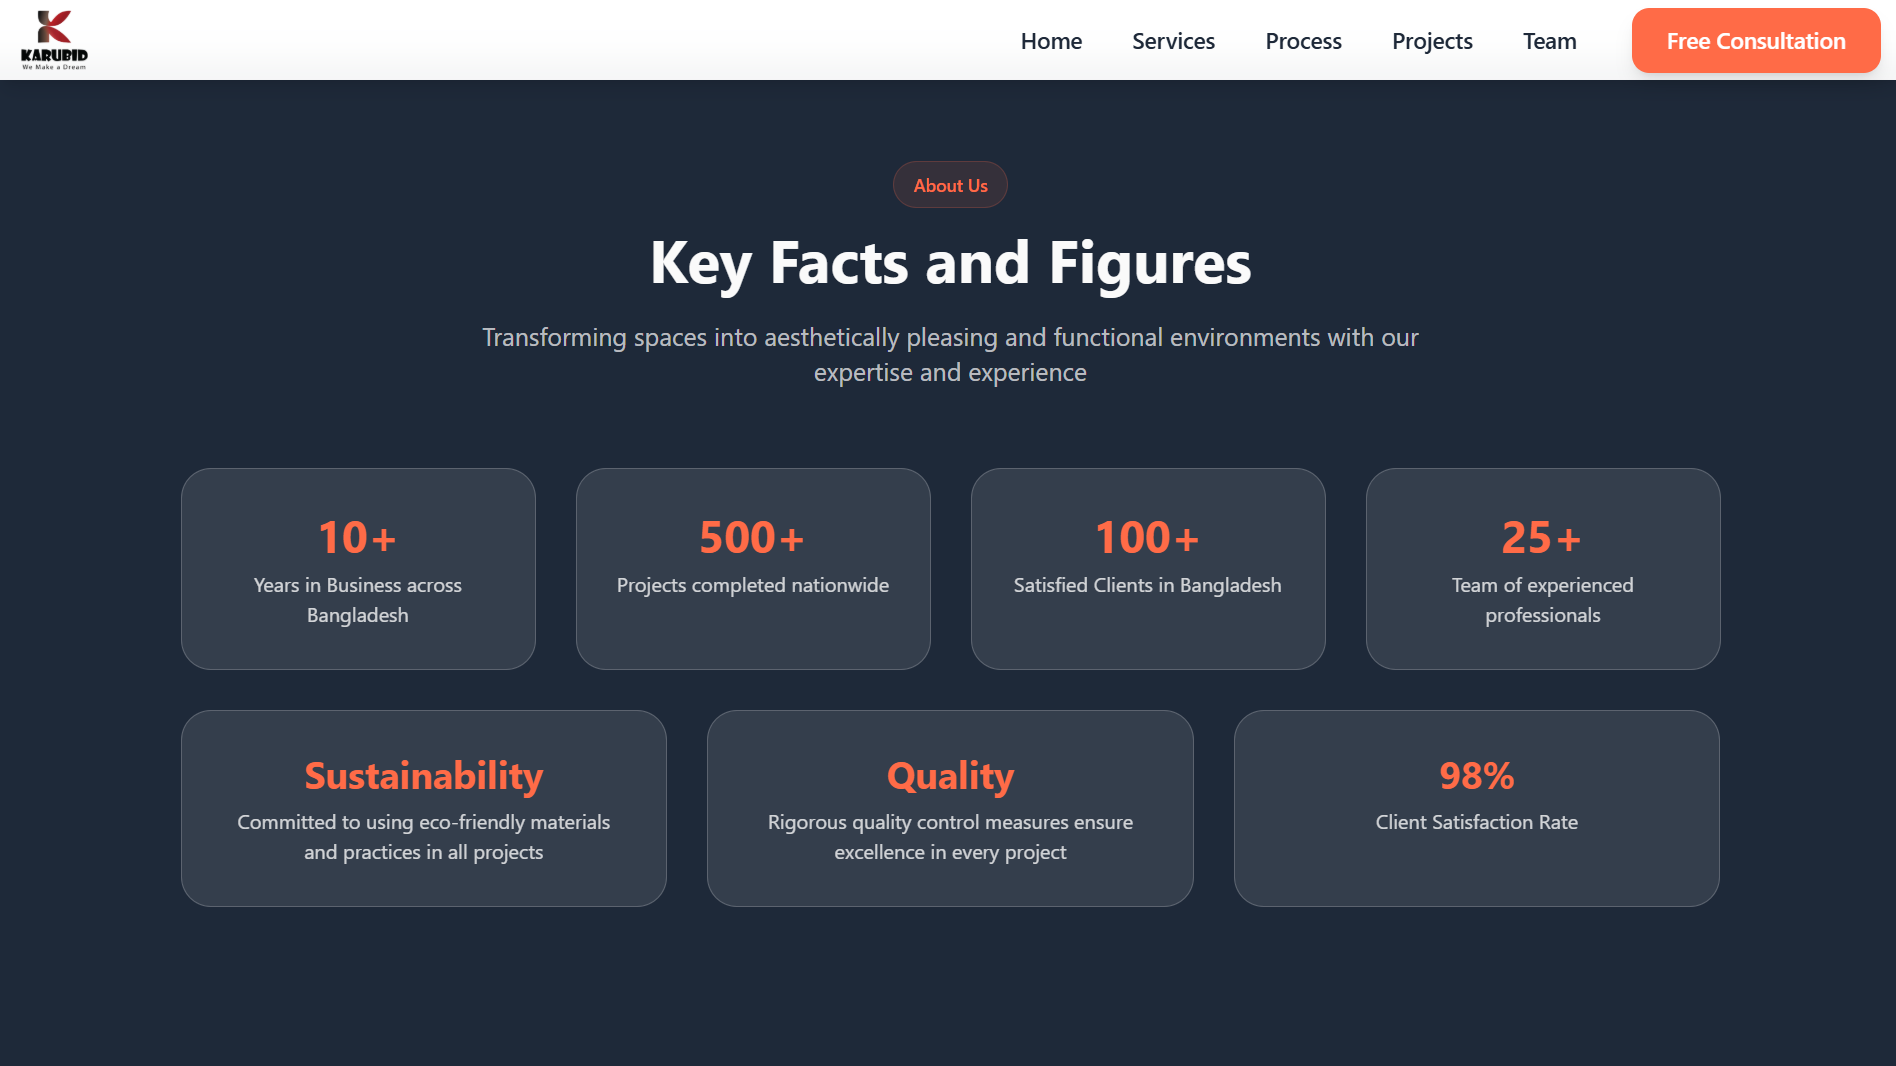 KARUBID
We Make a Dream
Home
Services
Process
Projects
Team
Free Consultation
About Us
Key Facts and Figures
Transforming spaces into aesthetically pleasing and functional environments with our
expertise and experience
10+
Years in Business across
Bangladesh
500+
Projects completed nationwide
100+
Satisfied Clients in Bangladesh
25+
Team of experienced
professionals
Sustainability
Committed to using eco-friendly materials
and practices in all projects
Quality
Rigorous quality control measures ensure
excellence in every project
98%
Client Satisfaction Rate